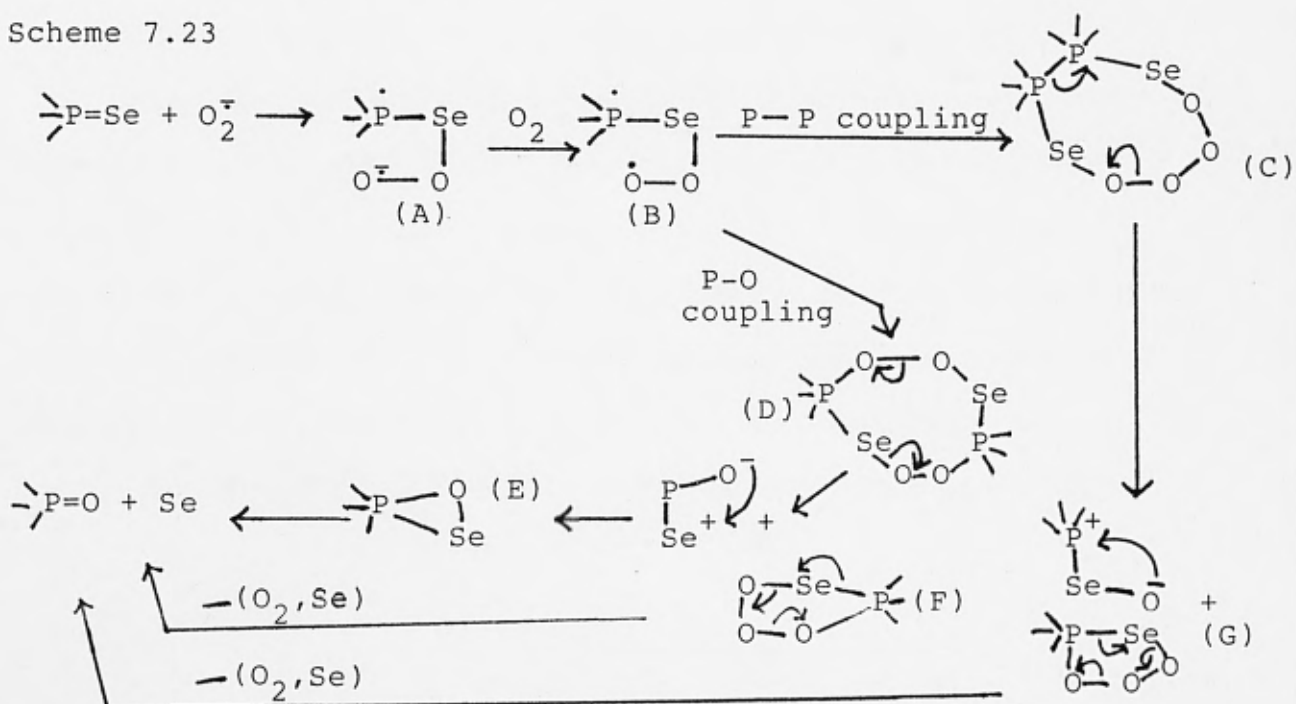 Scheme 7.23
P=Se + O2⁻ → P—Se O—O (A)
O2 → P—Se O—O (B)
P—P coupling
P P Se O O O O Se (C)
P-O coupling
(D) P O—O Se P O O Se
P=O + Se ← P O Se (E) ← P O⁻ Se⁺ +
O Se P O O (F)
P⁺ Se O⁻ + (G)
P Se O O O
—(O2,Se)
—(O2,Se)